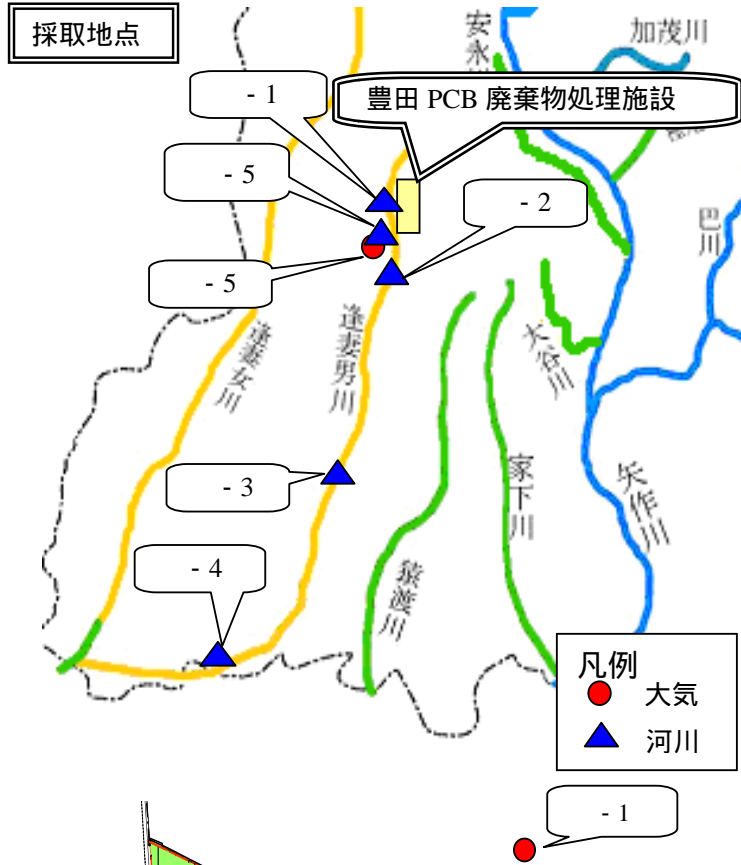 採取地点
安永
加茂川
- 1
豊田 PCB 廃棄物処理施設
- 5
- 2
巴川
- 5
逢妻女川
逢妻男川
大谷川
- 3
家下川
矢作川
- 4
猿渡川
凡例
大気
河川
- 1